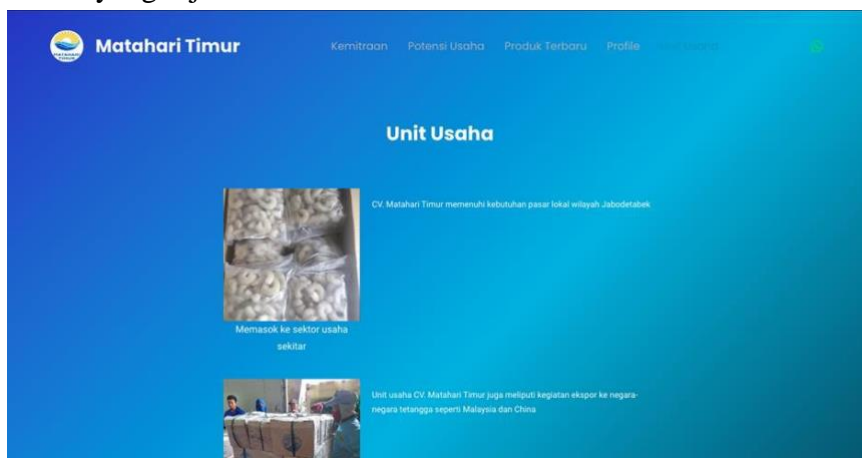 Matahari Timur
Kemitraan Potensi Usaha Produk Terbaru Profile
Unit Usaha
CV. Matahari Timur memenuhi kebutuhan pasar lokal wilayah Jabodetabek
Memasok ke sektor usaha
sekitar
Unit usaha CV. Matahari Timur juga meliputi kegiatan ekspor ke negara-
negara tetangga seperti Malaysia dan China